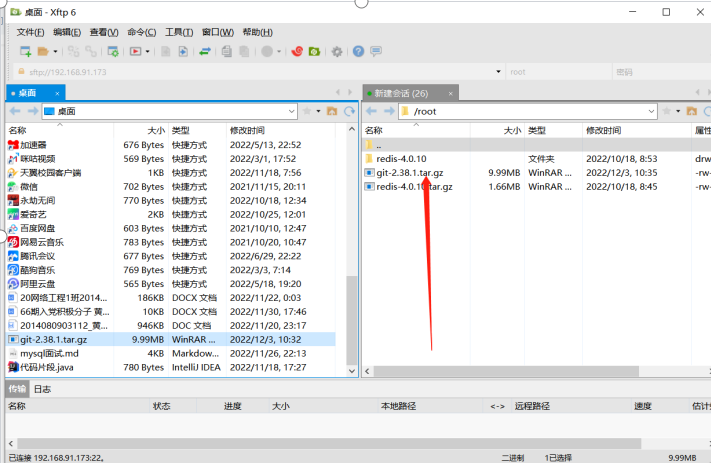 桌面 - Xftp 6
文件(F) 编辑(E) 查看(V) 命令(C) 工具(T) 窗口(W) 帮助(H)
sftp://192.168.91.173 root 密码
桌面 × 新建会话 (26) ×
桌面 /root
名称 大小 类型 修改时间 名称 大小 类型 修改时间 属性
加速器 676 Bytes 快捷方式 2022/5/13, 22:52 ..
咪咕视频 569 Bytes 快捷方式 2022/3/1, 17:52 redis-4.0.10 文件夹 2022/10/18, 8:53 drw
天翼校园客户端 1KB 快捷方式 2022/11/18, 7:56 git-2.38.1.tar.gz 9.99MB WinRAR ... 2022/12/3, 10:35 -rw-
微信 702 Bytes 快捷方式 2021/11/15, 20:11 redis-4.0.10.tar.gz 1.66MB WinRAR ... 2022/10/18, 8:45 -rw-
永劫无间 770 Bytes 快捷方式 2022/10/18, 12:34
爱奇艺 2KB 快捷方式 2022/10/25, 12:01
百度网盘 603 Bytes 快捷方式 2021/10/10, 12:47
网易云音乐 783 Bytes 快捷方式 2021/10/20, 10:47
腾讯会议 677 Bytes 快捷方式 2022/6/29, 22:22
酷狗音乐 769 Bytes 快捷方式 2022/3/3, 7:14
阿里云盘 565 Bytes 快捷方式 2022/5/18, 19:20
20网络工程1班2014... 186KB DOCX 文档 2022/11/22, 0:03
66期入党积极分子 黄... 10KB DOCX 文档 2022/11/30, 17:46
2014080903112_黄... 946KB DOC 文档 2022/11/20, 23:17
git-2.38.1.tar.gz 9.99MB WinRAR ... 2022/12/3, 10:32
mysql面试.md 4KB Markdow... 2022/11/26, 22:13
代码片段.java 780 Bytes IntelliJ IDEA 2022/11/18, 17:27
传输 日志
名称 状态 进度 大小 本地路径 <-> 远程路径 速度 估计
已连接 192.168.91.173:22。 二进制 1已选择 9.99MB